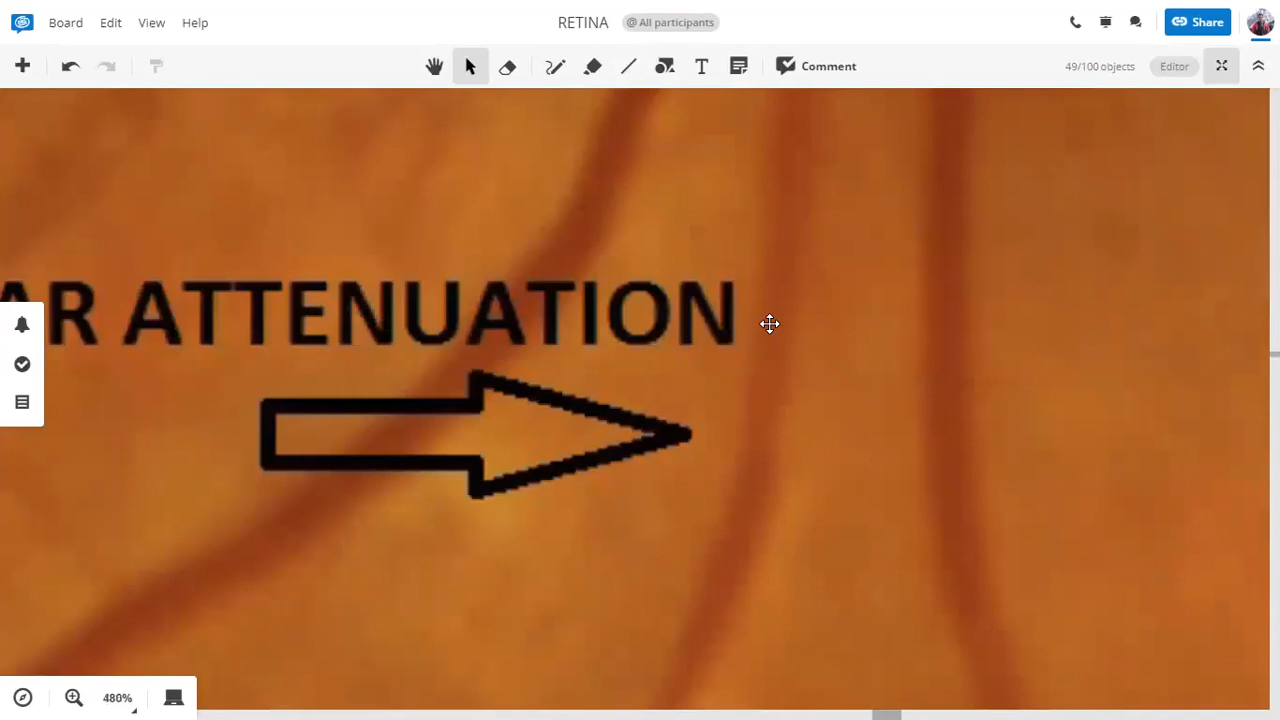 Board Edit View Help RETINA @ All participants Share
Comment 49/100 objects Editor
AR ATTENUATION
480%